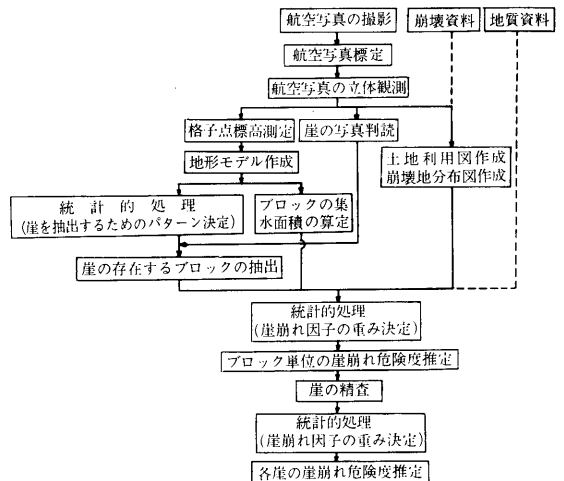 航空写真の撮影
崩壊資料
地質資料
航空写真標定
航空写真の立体観測
格子点標高測定
崖の写真判読
土地利用図作成
崩壊地分布図作成
地形モデル作成
統計的処理
(崖を抽出するためのパターン決定)
ブロックの集
水面積の算定
崖の存在するブロックの抽出
統計的処理
(崖崩れ因子の重み決定)
ブロック単位の崖崩れ危険度推定
崖の精査
統計的処理
(崖崩れ因子の重み決定)
各崖の崖崩れ危険度推定